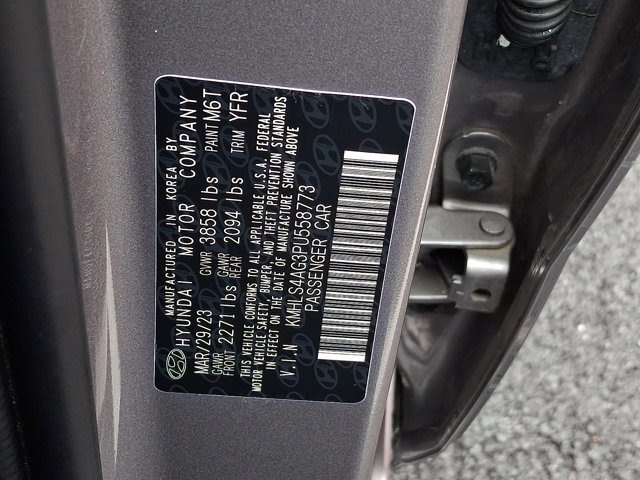 MANUFACTURED IN KOREA BY
HYUNDAI MOTOR COMPANY
MAR/29/23 GVWR 3858 lbs PAINT M6T
GAWR FRONT 2271 lbs GAWR REAR 2094 lbs TRIM YFR
THIS VEHICLE CONFORMS TO ALL APPLICABLE U.S.A. FEDERAL
MOTOR VEHICLE SAFETY, BUMPER, AND THEFT PREVENTION STANDARDS
IN EFFECT ON THE DATE OF MANUFACTURE SHOWN ABOVE
V.I.N KMHLS4AG3PU558773
PASSENGER CAR